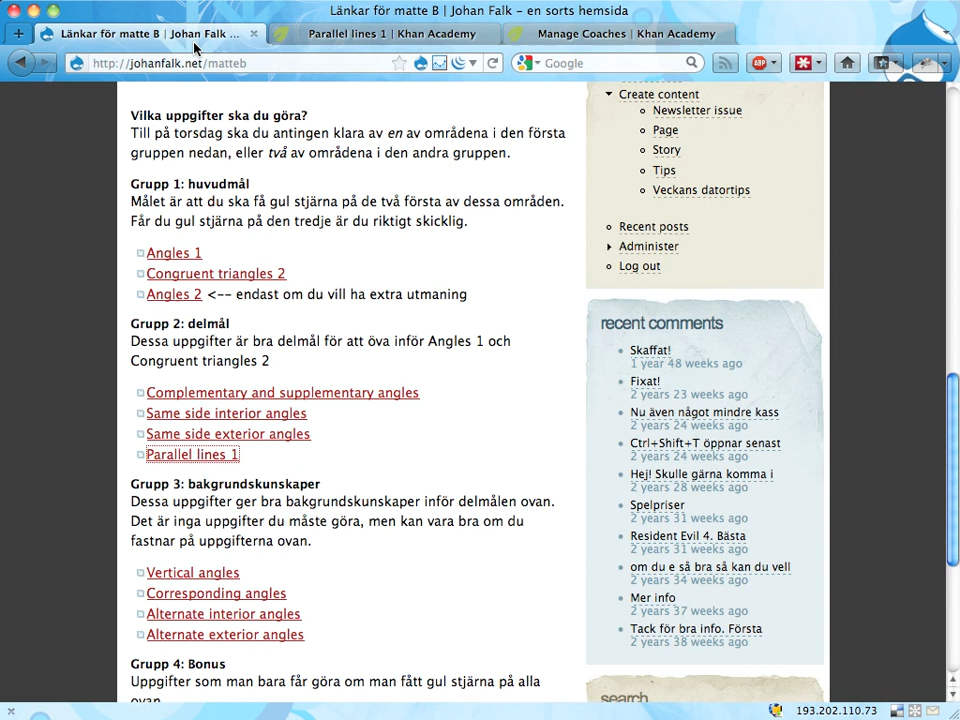 Länkar för matte B | Johan Falk – en sorts hemsida
Länkar för matte B | Johan Falk ...
Parallel lines 1 | Khan Academy
Manage Coaches | Khan Academy
http://johanfalk.net/matteb
Google
ABP
Vilka uppgifter ska du göra?
Till på torsdag ska du antingen klara av en av områdena i den första
gruppen nedan, eller två av områdena i den andra gruppen.
Grupp 1: huvudmål
Målet är att du ska få gul stjärna på de två första av dessa områden.
Får du gul stjärna på den tredje är du riktigt skicklig.
Angles 1
Congruent triangles 2
Angles 2 <-- endast om du vill ha extra utmaning
Grupp 2: delmål
Dessa uppgifter är bra delmål för att öva inför Angles 1 och
Congruent triangles 2
Complementary and supplementary angles
Same side interior angles
Same side exterior angles
Parallel lines 1
Grupp 3: bakgrundskunskaper
Dessa uppgifter ger bra bakgrundskunskaper inför delmålen ovan.
Det är inga uppgifter du måste göra, men kan vara bra om du
fastnar på uppgifterna ovan.
Vertical angles
Corresponding angles
Alternate interior angles
Alternate exterior angles
Grupp 4: Bonus
Uppgifter som man bara får göra om man fått gul stjärna på alla
ovan
Create content
Newsletter issue
Page
Story
Tips
Veckans datortips
Recent posts
Administer
Log out
recent comments
Skaffat!
1 year 48 weeks ago
Fixat!
2 years 23 weeks ago
Nu även något mindre kass
2 years 24 weeks ago
Ctrl+Shift+T öppnar senast
2 years 24 weeks ago
Hej! Skulle gärna komma i
2 years 28 weeks ago
Spelpriser
2 years 31 weeks ago
Resident Evil 4. Bästa
2 years 31 weeks ago
om du e så bra så kan du vell
2 years 34 weeks ago
Mer info
2 years 37 weeks ago
Tack för bra info. Första
2 years 38 weeks ago
search
193.202.110.73